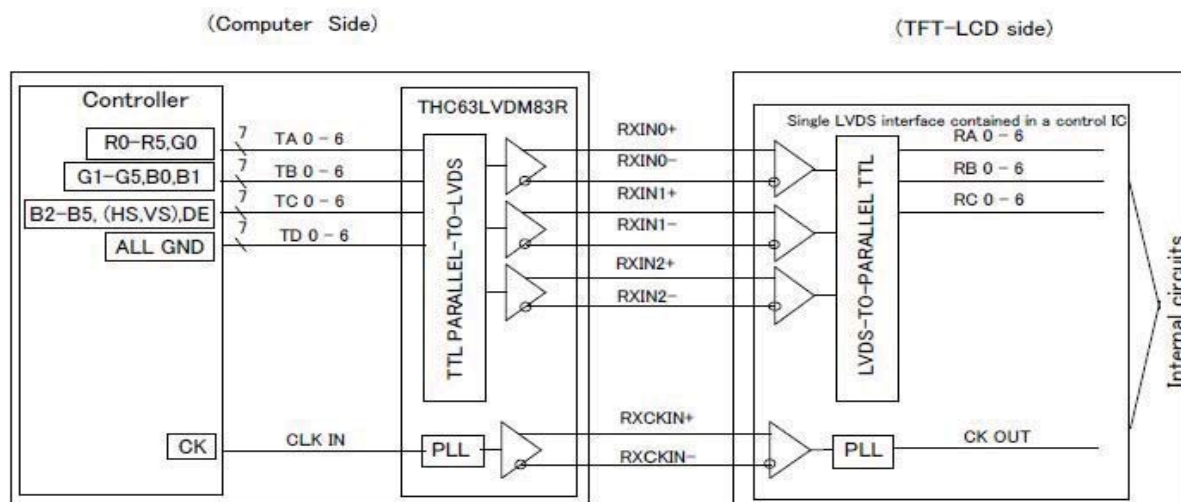 (Computer Side)
(TFT-LCD side)
Controller
THC63LVDM83R
Single LVDS interface contained in a control IC
R0-R5,G0
7
TA 0-6
RXIN0+
RA 0-6
RXIN0-
G1-G5,B0,B1
7
TB 0-6
RB 0-6
RXIN1+
B2-B5, (HS,VS),DE
7
TC 0-6
RC 0-6
RXIN1-
ALL GND
7
TD 0-6
RXIN2+
RXIN2-
TTL PARALLEL-TO-LVDS
LVDS-TO-PARALLEL TTL
Internal circuits
CK
CLK IN
PLL
RXCKIN+
RXCKIN-
PLL
CK OUT